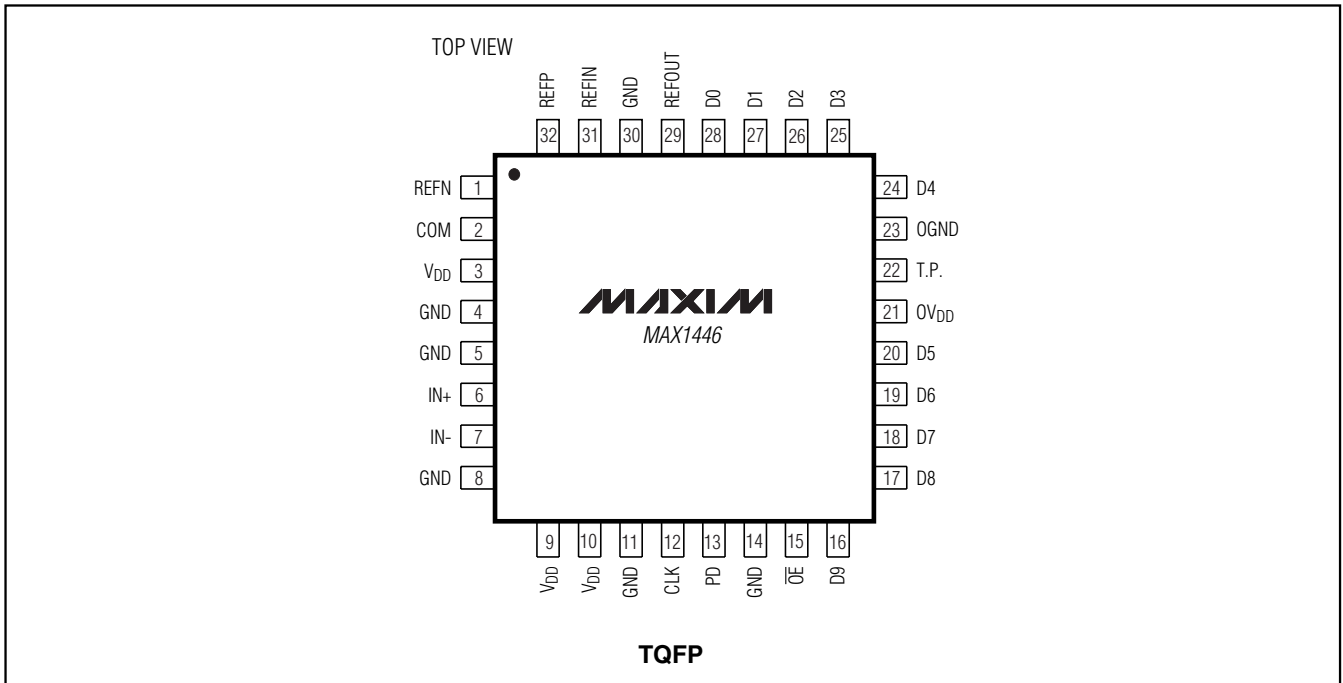 TOP VIEW
REFP REFIN GND REFOUT D0 D1 D2 D3
32 31 30 29 28 27 26 25
REFN 1 24 D4
COM 2 23 OGND
VDD 3 22 T.P.
GND 4 21 OVDD
GND 5 20 D5
IN+ 6 19 D6
IN- 7 18 D7
GND 8 17 D8
MAXIM
MAX1446
9 10 11 12 13 14 15 16
VDD VDD GND CLK PD GND O̅E̅ D9
TQFP